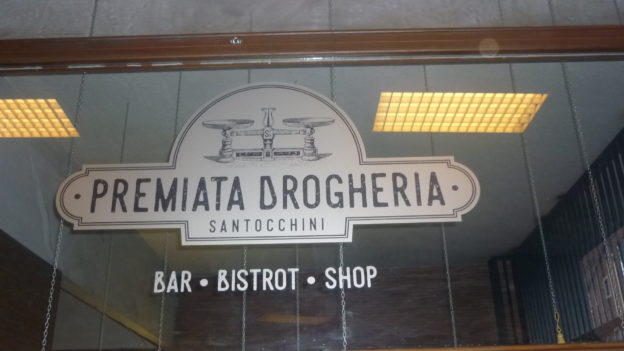 · PREMIATA DROGHERIA ·
SANTOCCHINI
BAR • BISTROT • SHOP